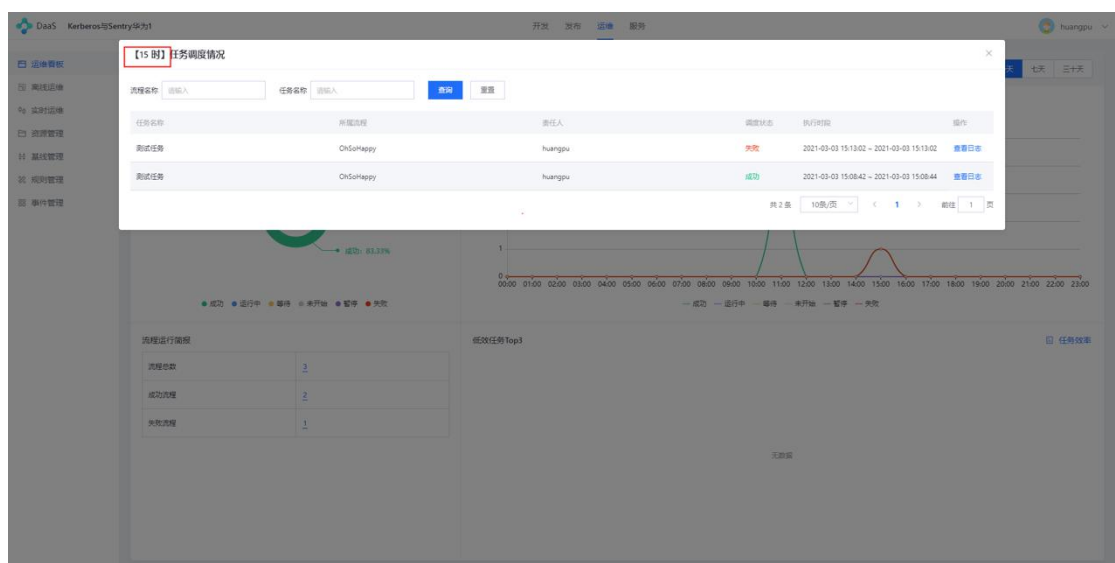 DaaS Kerberos与Sentry华为1 开发 发布 运维 服务 huangpu
运维看板
离线运维
实时运维
资源管理
基线管理
规则管理
事件管理
天 七天 三十天
【15 时】任务调度情况
流程名称 请输入 任务名称 请输入 查询 重置
任务名称 所属流程 责任人 调度状态 执行时段 操作
测试任务 OhSoHappy huangpu 失败 2021-03-03 15:13:02 ~ 2021-03-03 15:13:02 查看日志
测试任务 OhSoHappy huangpu 成功 2021-03-03 15:08:42 ~ 2021-03-03 15:08:44 查看日志
共 2 条 10条/页 1 前往 1 页
成功: 83.33%
1
0
00:00 01:00 02:00 03:00 04:00 05:00 06:00 07:00 08:00 09:00 10:00 11:00 12:00 13:00 14:00 15:00 16:00 17:00 18:00 19:00 20:00 21:00 22:00 23:00
成功 运行中 等待 未开始 暂停 失败
成功 运行中 等待 未开始 暂停 失败
流程运行简报
流程总数 3
成功流程 2
失败流程 1
低效任务Top3 任务效率
无数据